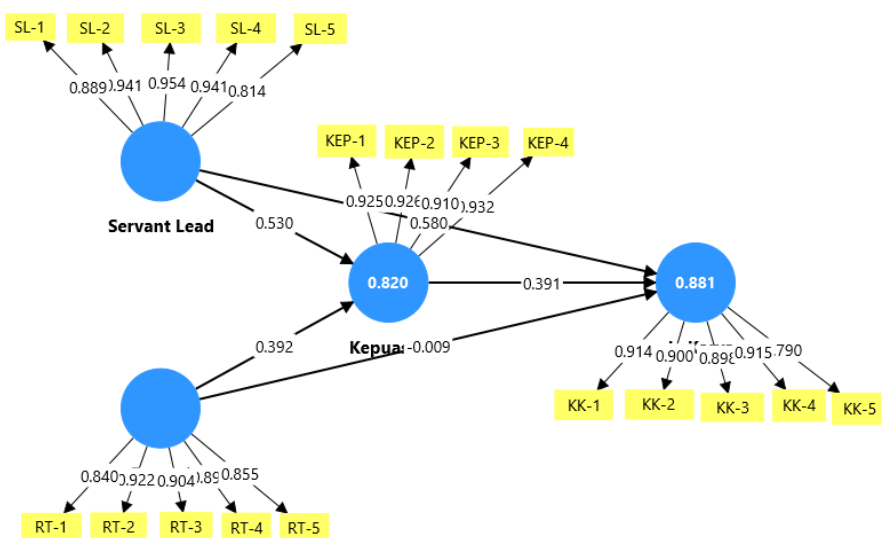 SL-1 SL-2 SL-3 SL-4 SL-5
0.889 0.941 0.954 0.941 0.814
KEP-1 KEP-2 KEP-3 KEP-4
0.925 0.926 0.910 0.932
Servant Lead
0.530
0.580
0.820
0.391
0.881
0.392
-0.009
0.914 0.900 0.915
KK-1 KK-2 KK-3 KK-4 KK-5
0.840 0.922 0.904 0.855
RT-1 RT-2 RT-3 RT-4 RT-5